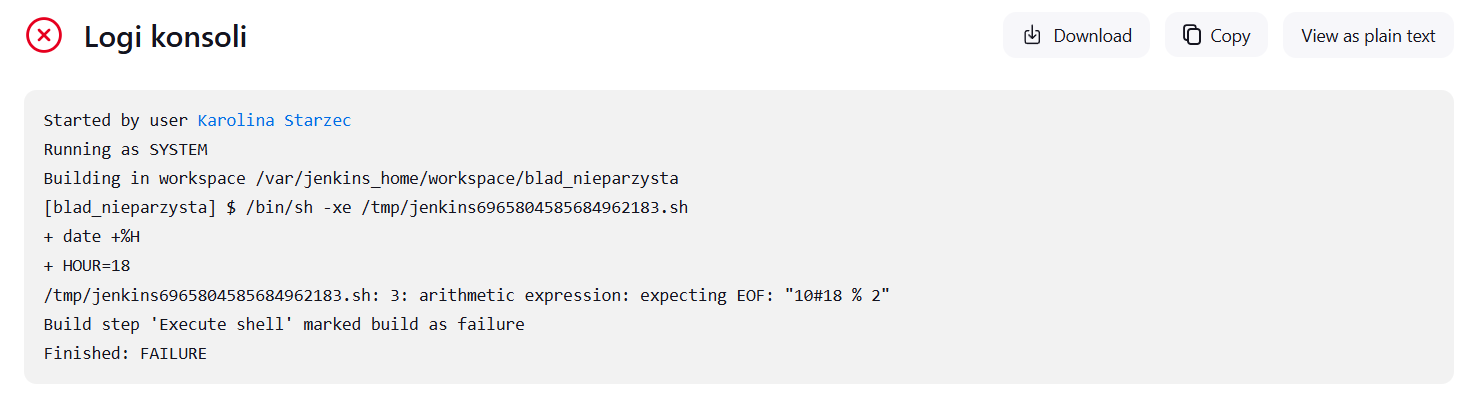 Logi konsoli
Download
Copy
View as plain text
Started by user Karolina Starzec
Running as SYSTEM
Building in workspace /var/jenkins_home/workspace/blad_nieparzysta
[blad_nieparzysta] $ /bin/sh -xe /tmp/jenkins6965804585684962183.sh
+ date +%H
+ HOUR=18
/tmp/jenkins6965804585684962183.sh: 3: arithmetic expression: expecting EOF: "10#18 % 2"
Build step 'Execute shell' marked build as failure
Finished: FAILURE